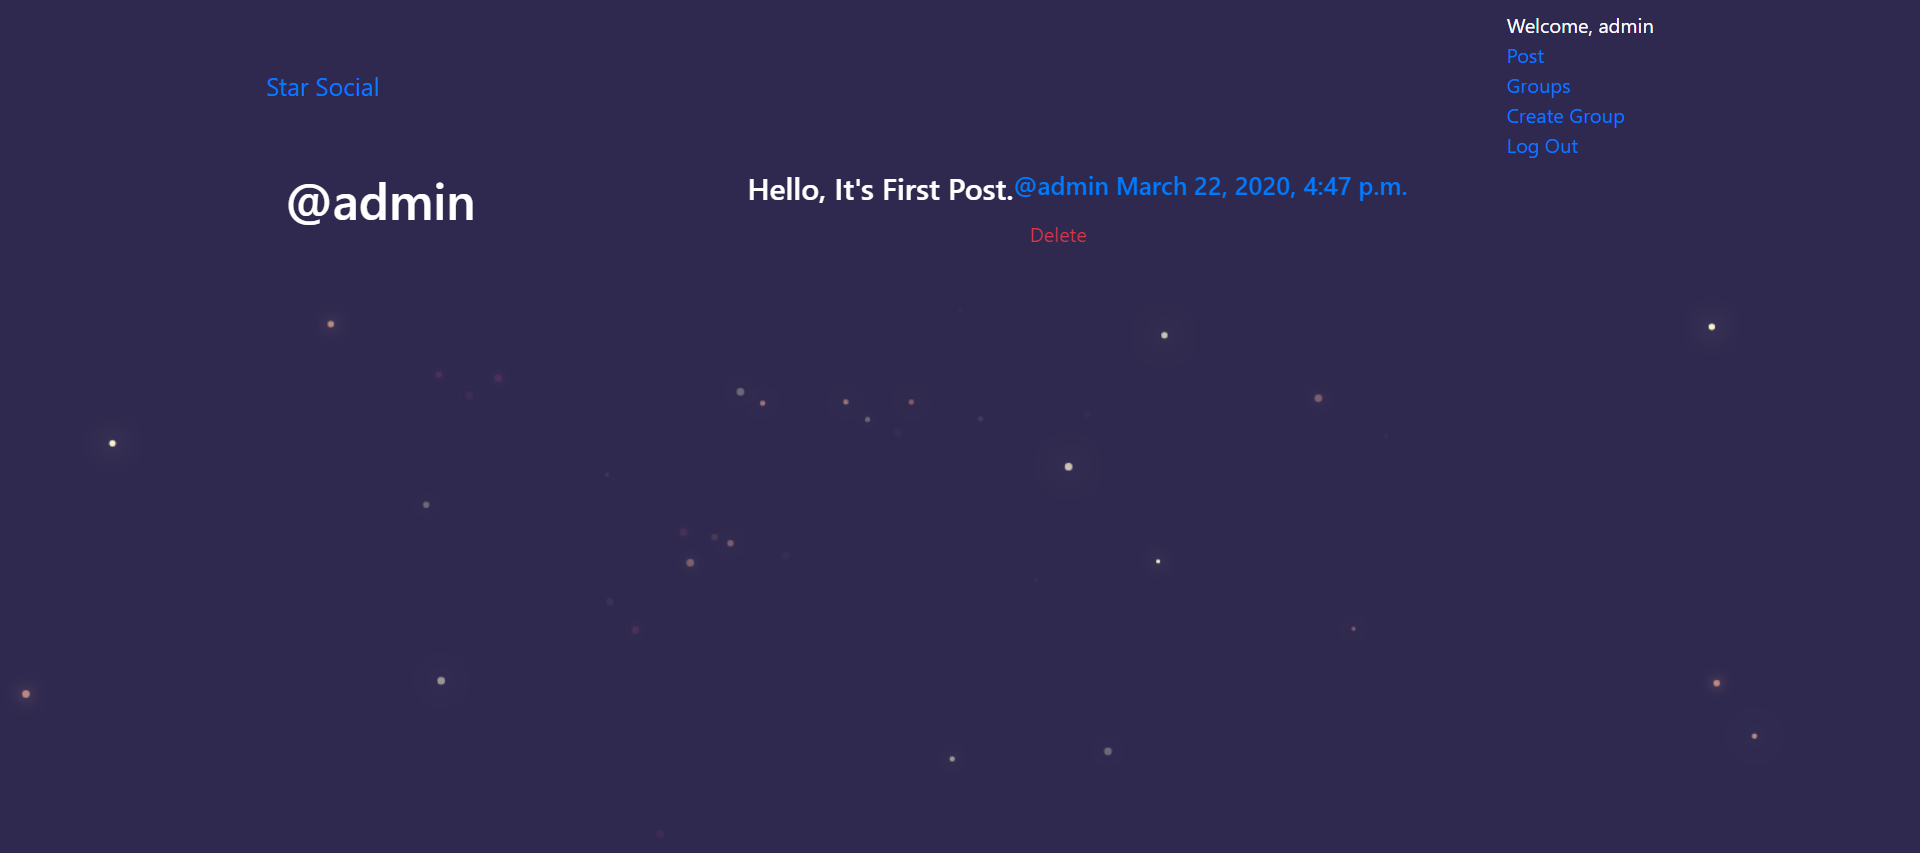 Welcome, admin
Post
Groups
Create Group
Log Out
Star Social
@admin
Hello, It's First Post.@admin March 22, 2020, 4:47 p.m.
Delete